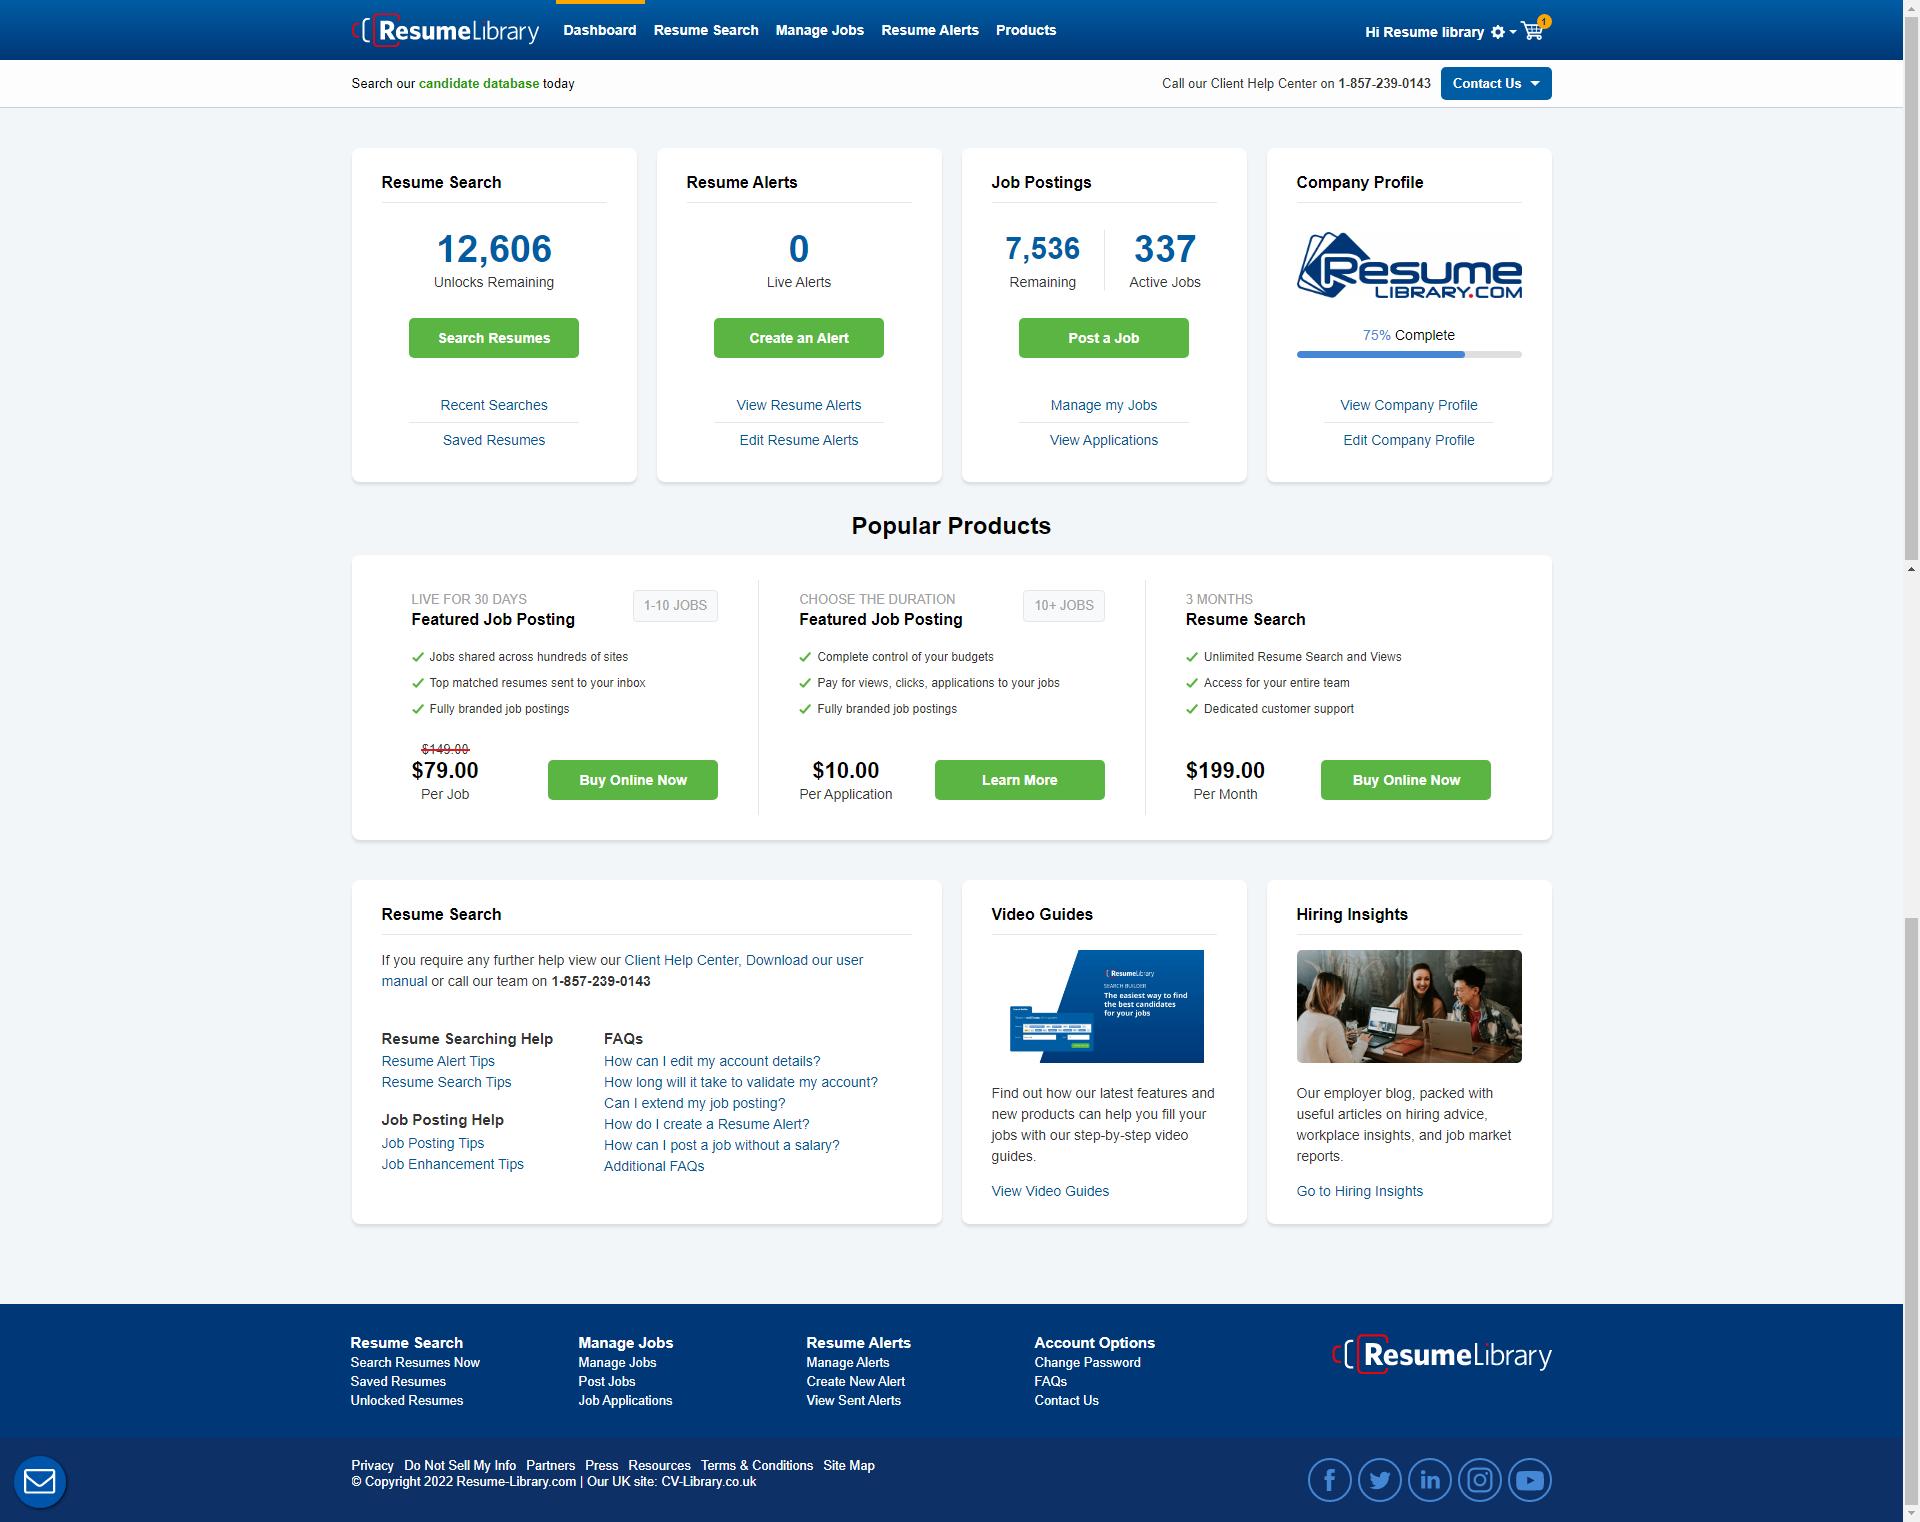 ResumeLibrary
Dashboard Resume Search Manage Jobs Resume Alerts Products
Hi Resume library
1
Search our candidate database today
Call our Client Help Center on 1-857-239-0143
Contact Us
Resume Search
12,606
Unlocks Remaining
Search Resumes
Recent Searches
Saved Resumes
Resume Alerts
0
Live Alerts
Create an Alert
View Resume Alerts
Edit Resume Alerts
Job Postings
7,536
Remaining
337
Active Jobs
Post a Job
Manage my Jobs
View Applications
Company Profile
Resume
LIBRARY.COM
75% Complete
View Company Profile
Edit Company Profile
Popular Products
LIVE FOR 30 DAYS
Featured Job Posting
1-10 JOBS
Jobs shared across hundreds of sites
Top matched resumes sent to your inbox
Fully branded job postings
$149.00
$79.00
Per Job
Buy Online Now
CHOOSE THE DURATION
Featured Job Posting
10+ JOBS
Complete control of your budgets
Pay for views, clicks, applications to your jobs
Fully branded job postings
$10.00
Per Application
Learn More
3 MONTHS
Resume Search
Unlimited Resume Search and Views
Access for your entire team
Dedicated customer support
$199.00
Per Month
Buy Online Now
Resume Search
If you require any further help view our Client Help Center, Download our user
manual or call our team on 1-857-239-0143
Resume Searching Help
Resume Alert Tips
Resume Search Tips
Job Posting Help
Job Posting Tips
Job Enhancement Tips
FAQs
How can I edit my account details?
How long will it take to validate my account?
Can I extend my job posting?
How do I create a Resume Alert?
How can I post a job without a salary?
Additional FAQs
Video Guides
ResumeLibrary
SEARCH BUILDER
The easiest way to find
the best candidates
for your jobs
Find out how our latest features and
new products can help you fill your
jobs with our step-by-step video
guides.
View Video Guides
Hiring Insights
Our employer blog, packed with
useful articles on hiring advice,
workplace insights, and job market
reports.
Go to Hiring Insights
Resume Search
Search Resumes Now
Saved Resumes
Unlocked Resumes
Manage Jobs
Manage Jobs
Post Jobs
Job Applications
Resume Alerts
Manage Alerts
Create New Alert
View Sent Alerts
Account Options
Change Password
FAQs
Contact Us
ResumeLibrary
Privacy Do Not Sell My Info Partners Press Resources Terms & Conditions Site Map
© Copyright 2022 Resume-Library.com | Our UK site: CV-Library.co.uk